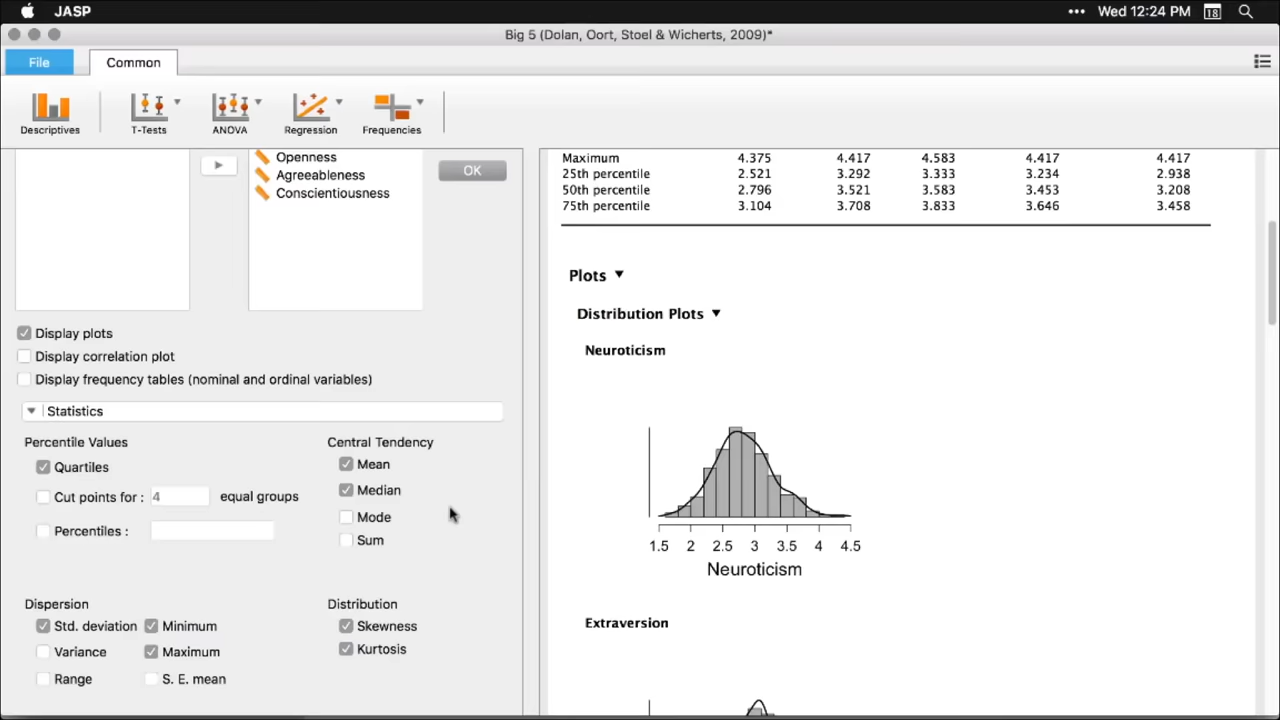 JASP
••• Wed 12:24 PM 18
Big 5 (Dolan, Oort, Stoel & Wicherts, 2009)*
File Common
Descriptives T-Tests ANOVA Regression Frequencies
Openness
Agreeableness
Conscientiousness
OK
Display plots
Display correlation plot
Display frequency tables (nominal and ordinal variables)
Statistics
Percentile Values
Quartiles
Cut points for : 4 equal groups
Percentiles :
Central Tendency
Mean
Median
Mode
Sum
Dispersion
Std. deviation Minimum
Variance Maximum
Range S. E. mean
Distribution
Skewness
Kurtosis
Maximum 4.375 4.417 4.583 4.417 4.417
25th percentile 2.521 3.292 3.333 3.234 2.938
50th percentile 2.796 3.521 3.583 3.453 3.208
75th percentile 3.104 3.708 3.833 3.646 3.458
Plots
Distribution Plots
Neuroticism
1.5 2 2.5 3 3.5 4 4.5
Neuroticism
Extraversion